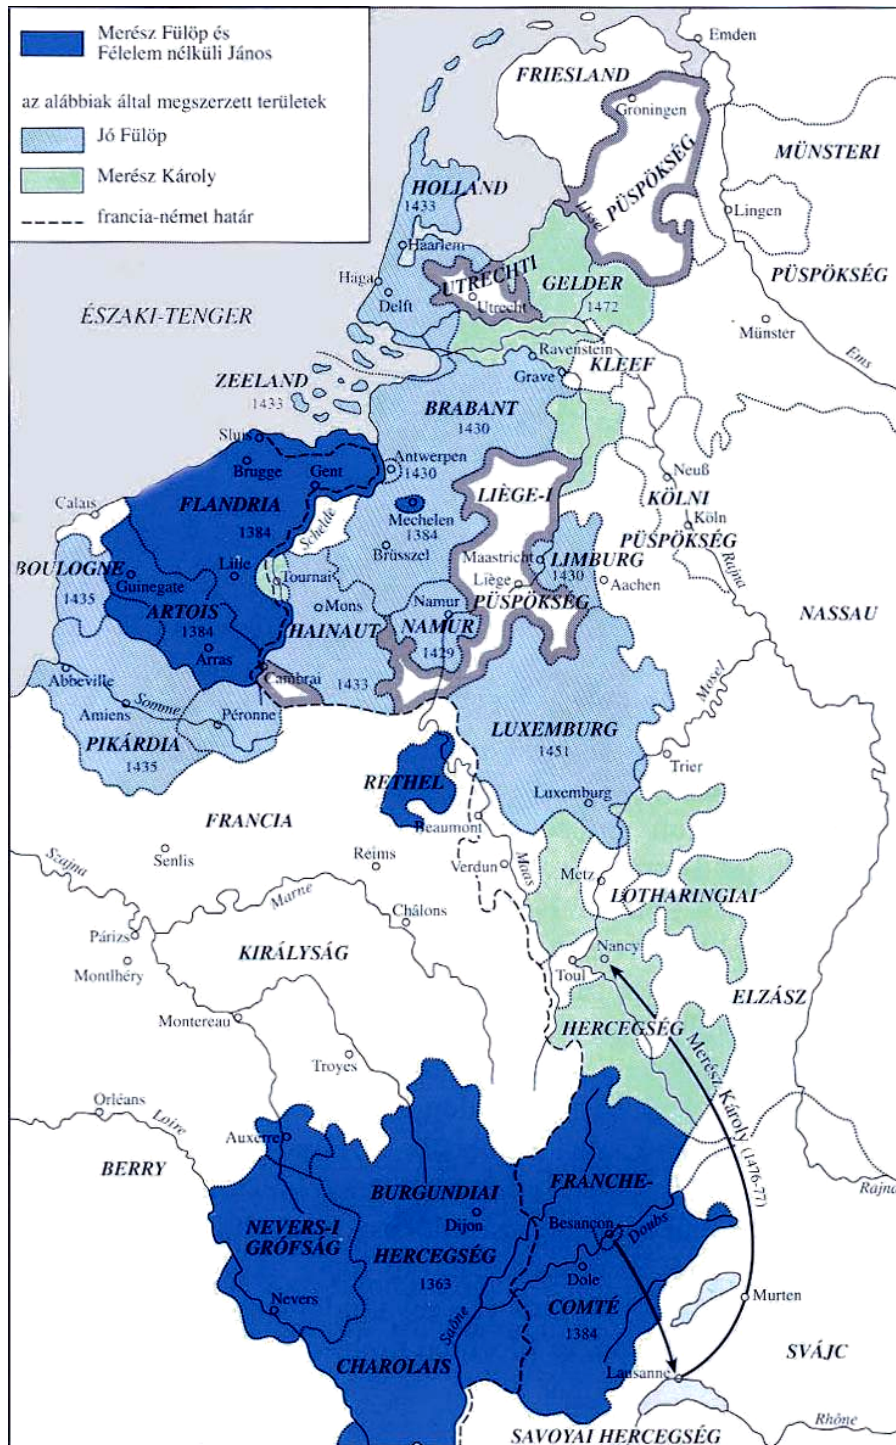 Merész Fülöp és
Félelem nélküli János
az alábbiak által megszerzett területek
Jó Fülöp
Merész Károly
francia-német határ
Emden
FRIESLAND
Groningen
MÜNSTERI
PÜSPÖKSÉG
Lingen
HOLLAND
1433
Haarlem
UTRECHTI
Utrecht
GELDER
1472
PÜSPÖKSÉG
Haga
Delft
ÉSZAKI-TENGER
Münster
Ems
Ravenstein
KLEEF
Grave
ZEELAND
1433
BRABANT
1430
Sluis
Brugge
Gent
Antwerpen
1430
Neuß
KÖLNI
PÜSPÖKSÉG
Köln
Rajna
LIÈGE-I
Calais
FLANDRIA
1384
Schelde
Mechelen
1384
Brüsszel
Maastricht
LIMBURG
1430
Aachen
Liège
PÜSPÖKSÉG
BOULOGNE
1435
Guinegate
Lille
Tournai
Mons
Namur
NAMUR
1429
NASSAU
ARTOIS
1384
Arras
HAINAUT
1433
Cambrai
Abbeville
Somme
Amiens
Péronne
PIKÁRDIA
1435
Mosel
LUXEMBURG
1451
Trier
Luxemburg
RETHEL
Beaumont
FRANCIA
Senlis
Reims
Verdun
Maas
Metz
LOTHARINGIAI
Szajna
Marne
Châlons
Párizs
Montlhéry
KIRÁLYSÁG
Nancy
Toul
ELZÁSZ
HERCEGSÉG
Montereau
Troyes
Merész Károly (1476-77)
Orléans
Loire
Auxerre
BERRY
BURGUNDIAI
FRANCHE-
Rajna
Dijon
Besançon
Doubs
NEVERS-I
GRÓFSÁG
HERCEGSÉG
1363
Dole
Nevers
COMTÉ
1384
Murten
Saône
CHAROLAIS
Lausanne
SVÁJC
SAVOYAI HERCEGSÉG
Rhône